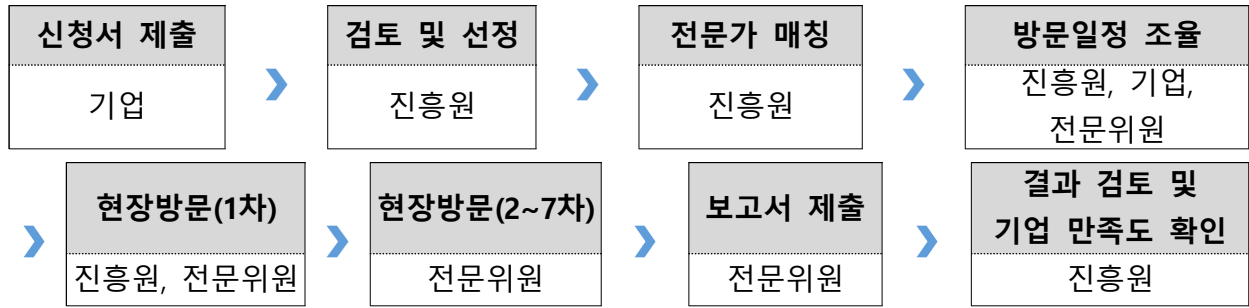 신청서 제출
기업
검토 및 선정
진흥원
전문가 매칭
진흥원
방문일정 조율
진흥원, 기업,
전문위원
현장방문(1차)
진흥원, 전문위원
현장방문(2~7차)
전문위원
보고서 제출
전문위원
결과 검토 및
기업 만족도 확인
진흥원